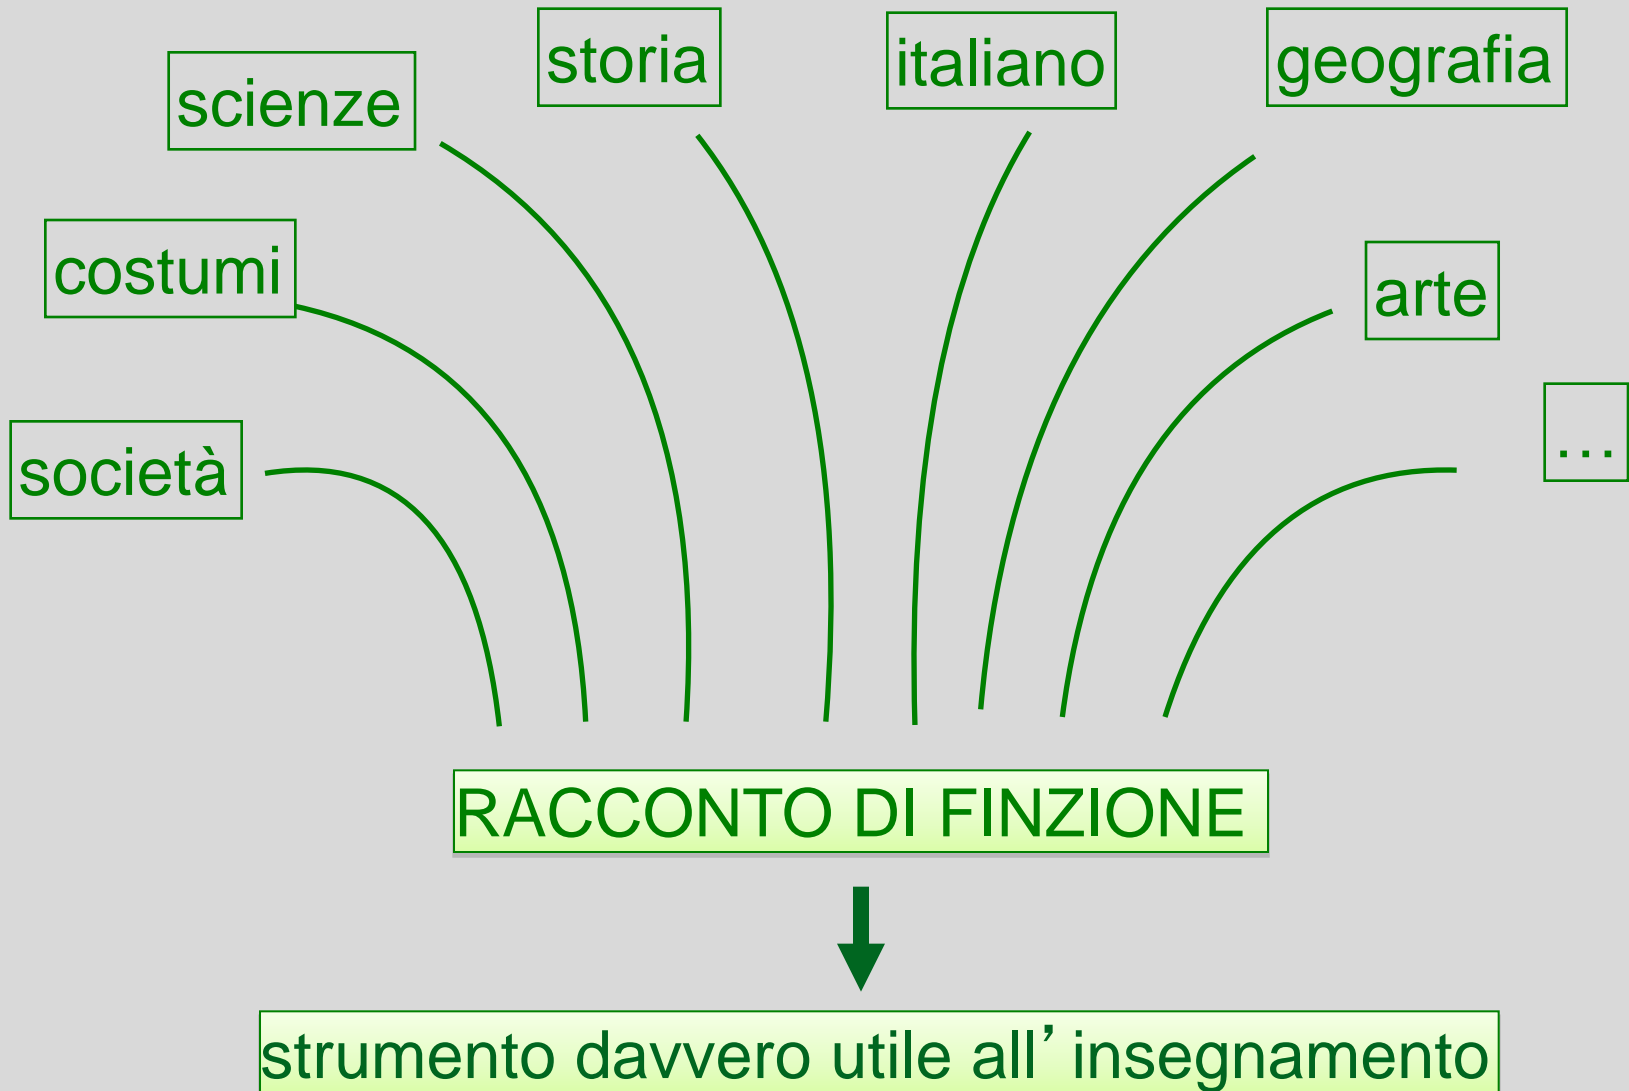 storia
italiano
geografia
scienze
costumi
arte
società
…
RACCONTO DI FINZIONE
strumento davvero utile all’insegnamento